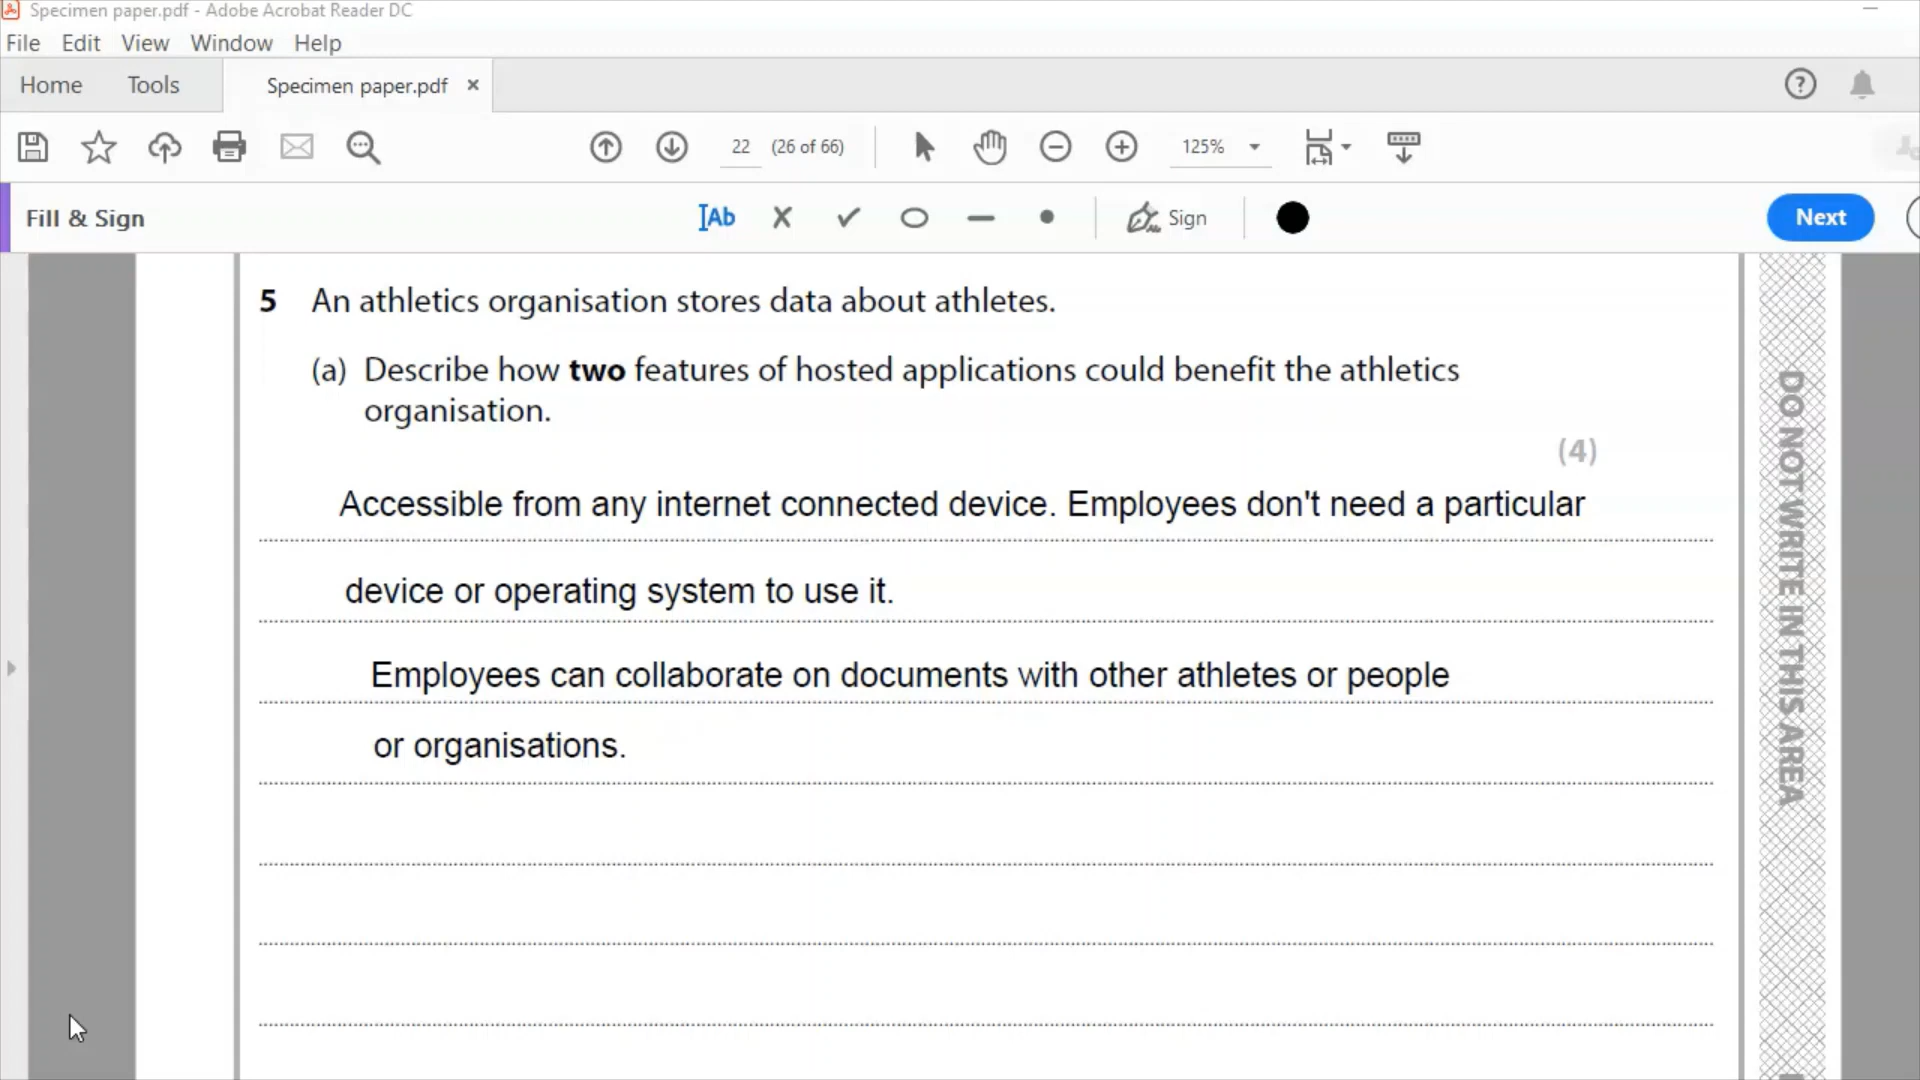 Specimen paper.pdf - Adobe Acrobat Reader DC
File Edit View Window Help
Home Tools Specimen paper.pdf ×
22 (26 of 66) 125%
Fill & Sign Ab Sign Next
5 An athletics organisation stores data about athletes.
(a) Describe how two features of hosted applications could benefit the athletics
organisation.
(4)
Accessible from any internet connected device. Employees don't need a particular
device or operating system to use it.
Employees can collaborate on documents with other athletes or people
or organisations.
DO NOT WRITE IN THIS AREA